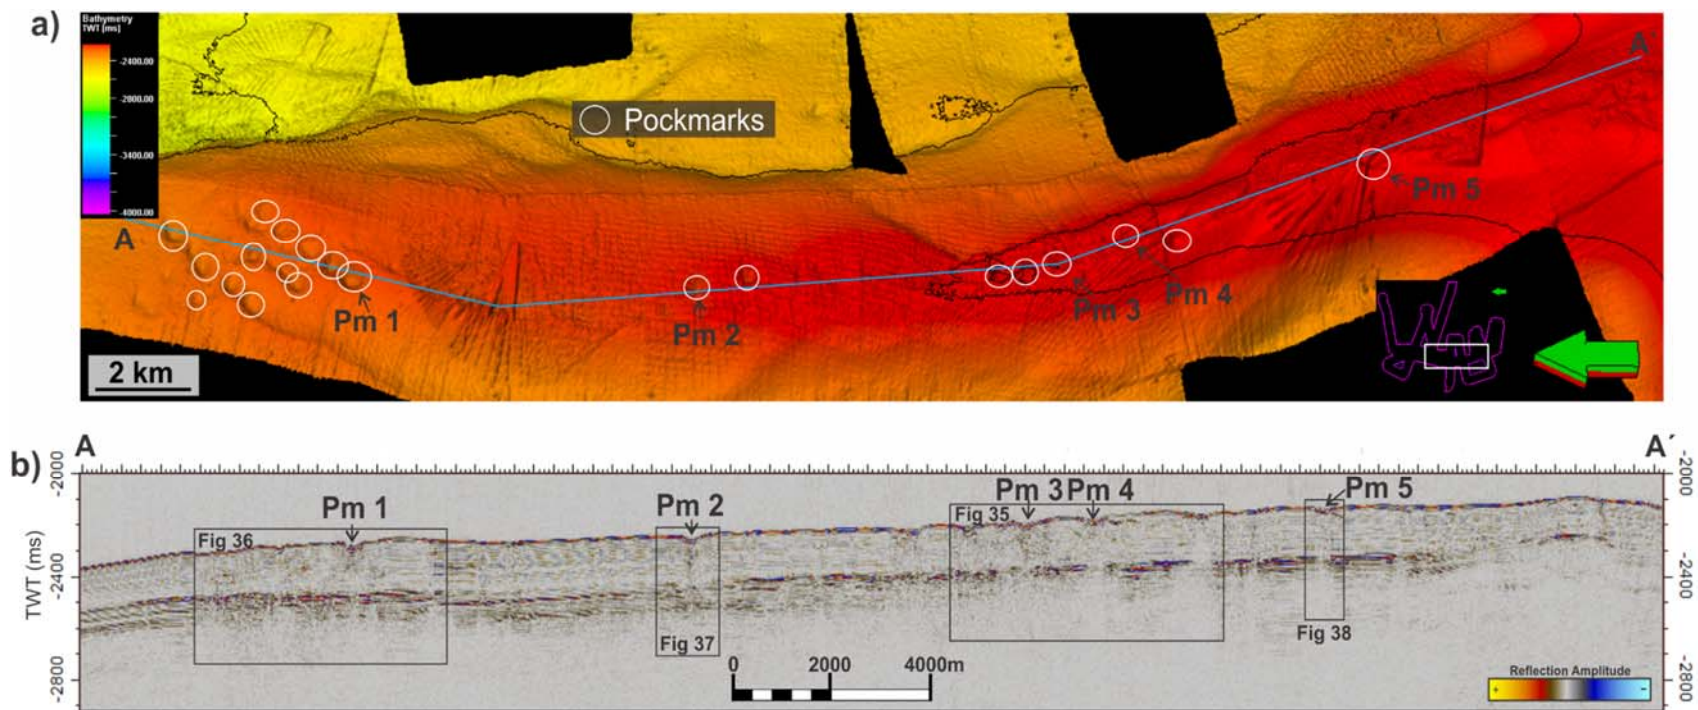 a)
Bathymetry
TWT [ms]
-2400.00
-2800.00
-3400.00
-4000.00
A
A´
Pockmarks
Pm 1
Pm 2
Pm 3
Pm 4
Pm 5
2 km
b)
A
A´
-2000
-2400
-2800
TWT (ms)
-2000
-2400
-2800
Pm 1
Pm 2
Pm 3
Pm 4
Pm 5
Fig 36
Fig 37
Fig 35
Fig 38
0
2000
4000m
Reflection Amplitude
+
-